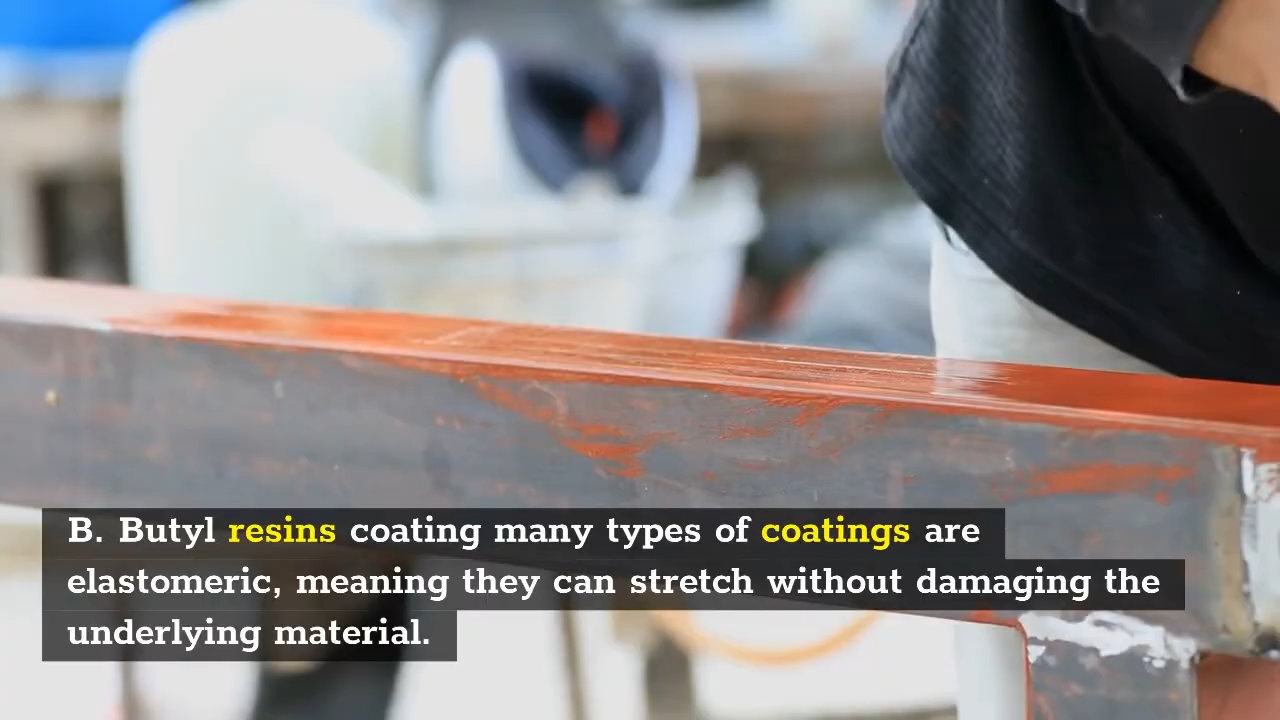 B. Butyl resins coating many types of coatings are
elastomeric, meaning they can stretch without damaging the
underlying material.